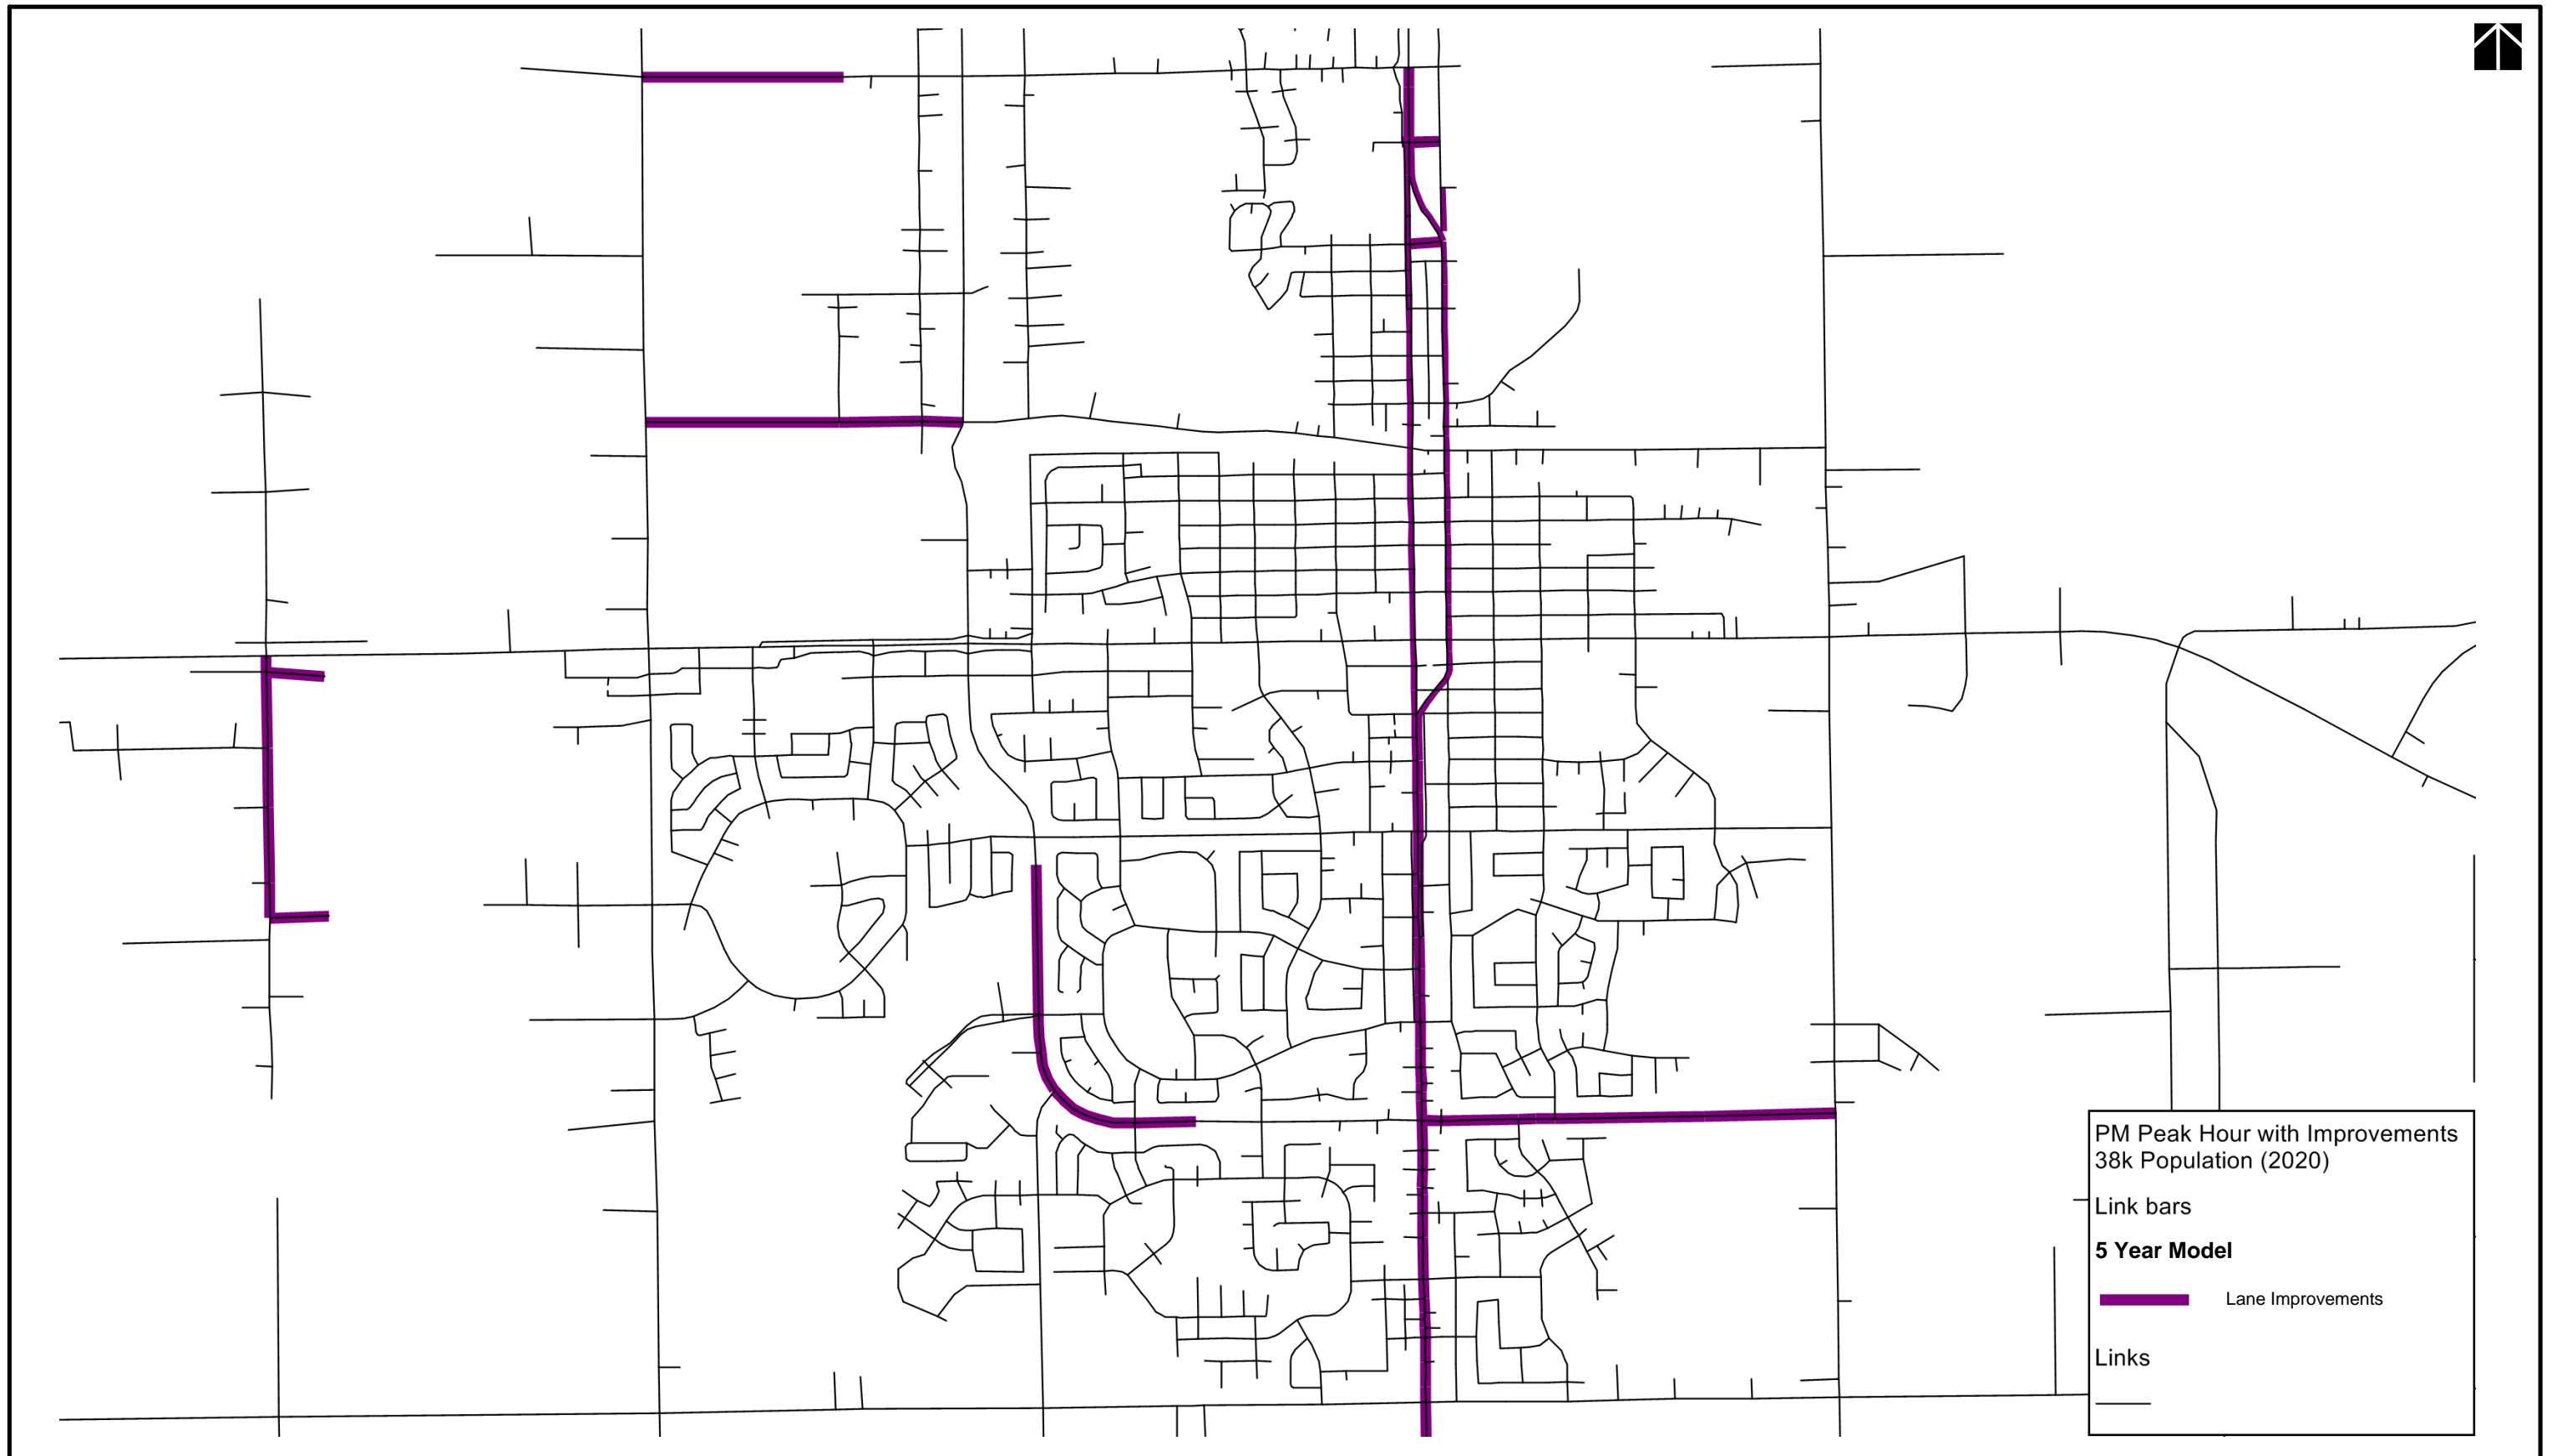 PM Peak Hour with Improvements
38k Population (2020)
Link bars
5 Year Model
Lane Improvements
Links